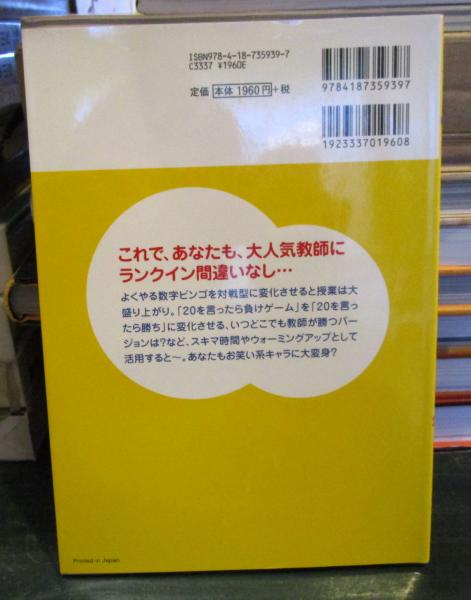 ISBN978-4-18-735939-7
C3337 ¥1960E
定価 本体 1960円 +税
9784187359397
1923337019608
これで、あなたも、大人気教師に
ランクイン間違いなし…
よくやる数字ビンゴを対戦型に変化させると授業は大
盛り上がり。「20を言ったら負けゲーム」を「20を言っ
たら勝ち」に変化させる、いつどこでも教師が勝つバー
ジョンは？など、スキマ時間やウォーミングアップとして
活用すると～。あなたもお笑い系キャラに大変身？
Printed in Japan